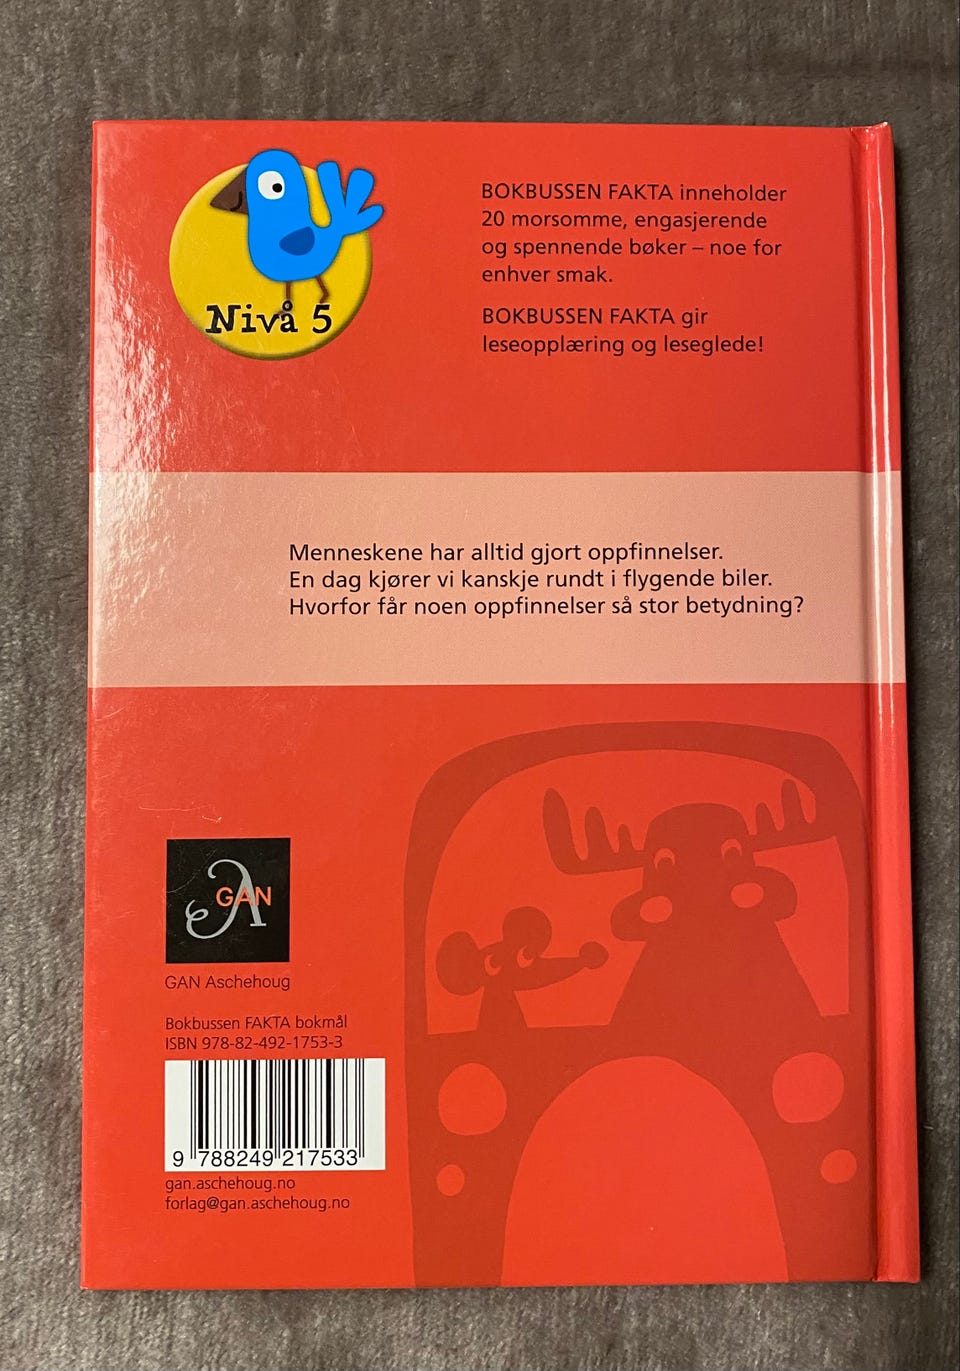 Nivå 5
BOKBUSSEN FAKTA inneholder
20 morsomme, engasjerende
og spennende bøker – noe for
enhver smak.
BOKBUSSEN FAKTA gir
leseopplæring og leseglede!
Menneskene har alltid gjort oppfinnelser.
En dag kjører vi kanskje rundt i flygende biler.
Hvorfor får noen oppfinnelser så stor betydning?
A GAN
GAN Aschehoug
Bokbussen FAKTA bokmål
ISBN 978-82-492-1753-3
9 788249 217533
gan.aschehoug.no
forlag@gan.aschehoug.no